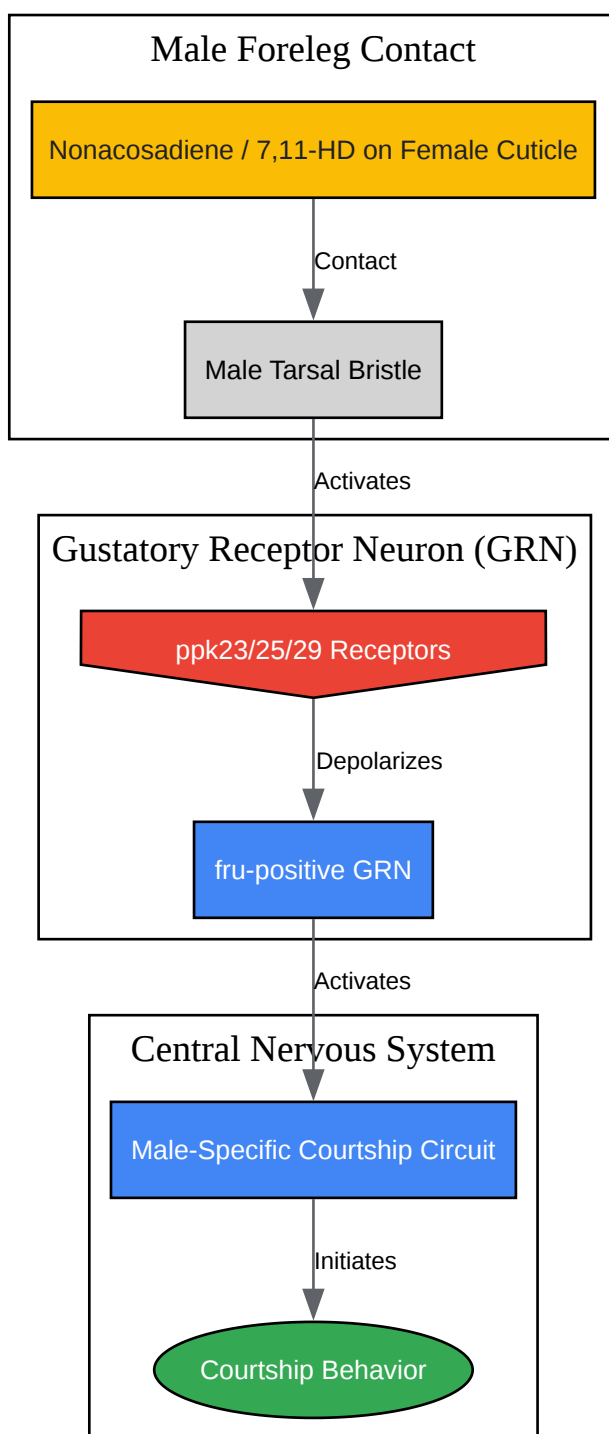 Male Foreleg Contact
Nonacosadiene / 7,11-HD on Female Cuticle
Contact
Male Tarsal Bristle
Activates
Gustatory Receptor Neuron (GRN)
ppk23/25/29 Receptors
Depolarizes
fru-positive GRN
Activates
Central Nervous System
Male-Specific Courtship Circuit
Initiates
Courtship Behavior